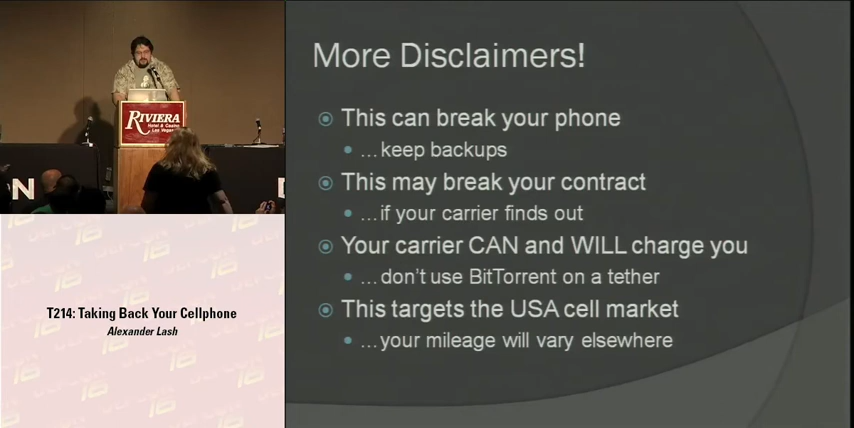 More Disclaimers!
This can break your phone
…keep backups
This may break your contract
…if your carrier finds out
Your carrier CAN and WILL charge you
…don't use BitTorrent on a tether
This targets the USA cell market
…your mileage will vary elsewhere
RIVIERA
Hotel & Casino
Las Vegas
T214: Taking Back Your Cellphone
Alexander Lash